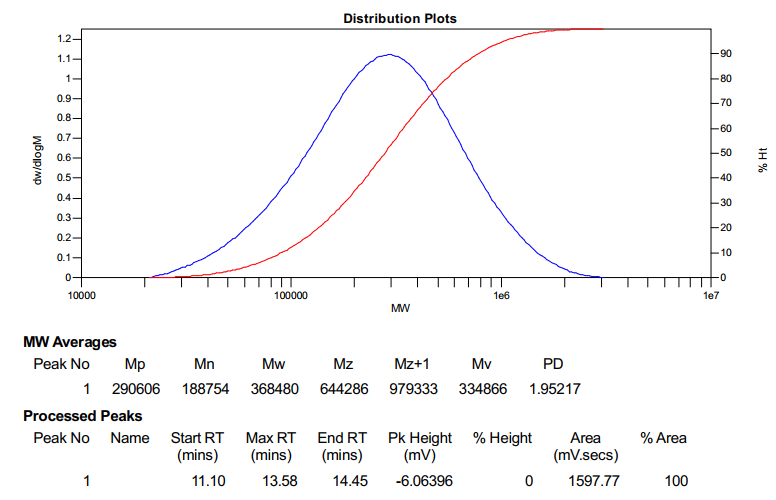 Distribution Plots
1.2
1.1
1
0.9
0.8
0.7
0.6
0.5
0.4
0.3
0.2
0.1
0
dw/dlogM
90
80
70
60
50
40
30
20
10
0
% Ht
10000 100000 1e6 1e7
MW
MW Averages
Peak No Mp Mn Mw Mz Mz+1 Mv PD
1 290606 188754 368480 644286 979333 334866 1.95217
Processed Peaks
Peak No Name Start RT Max RT End RT Pk Height % Height Area % Area
(mins) (mins) (mins) (mV) (mV.secs)
1 11.10 13.58 14.45 -6.06396 0 1597.77 100